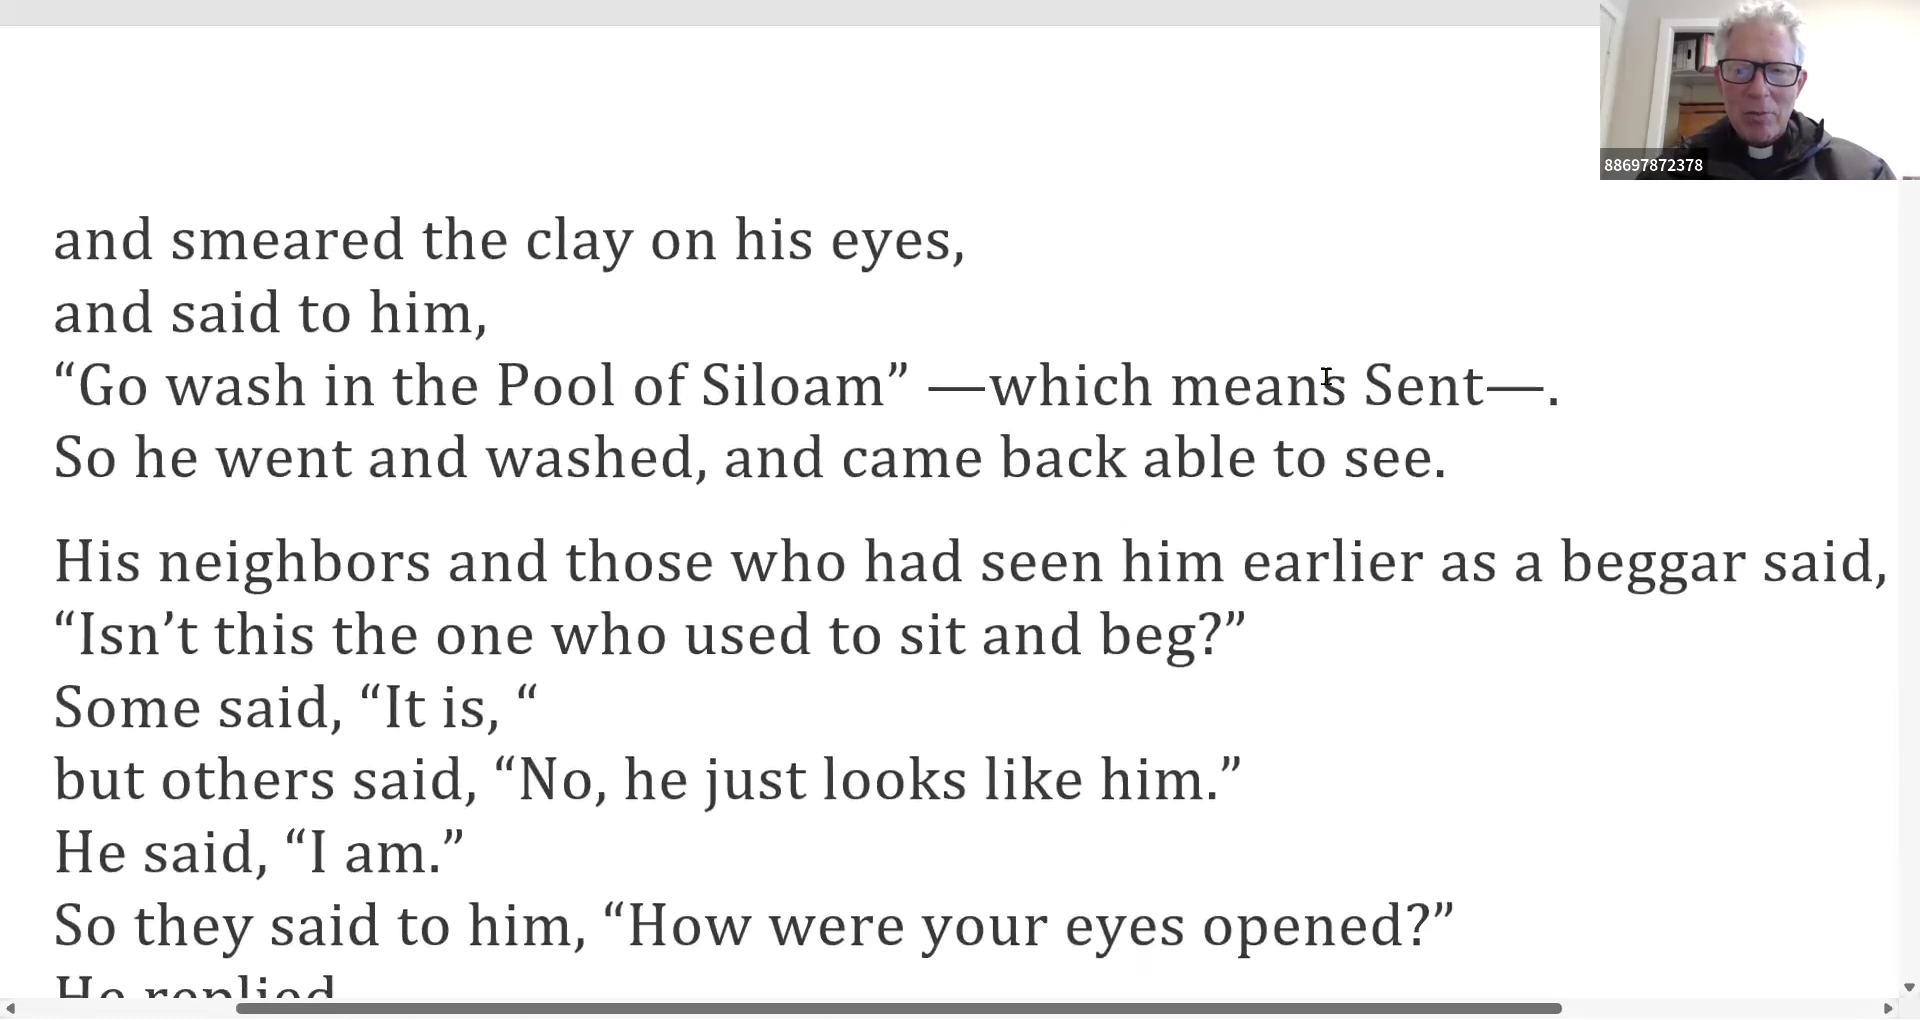 88697872378
and smeared the clay on his eyes,
and said to him,
“Go wash in the Pool of Siloam” —which means Sent—.
So he went and washed, and came back able to see.
His neighbors and those who had seen him earlier as a beggar said,
“Isn’t this the one who used to sit and beg?”
Some said, “It is, “
but others said, “No, he just looks like him.”
He said, “I am.”
So they said to him, “How were your eyes opened?”
He replied